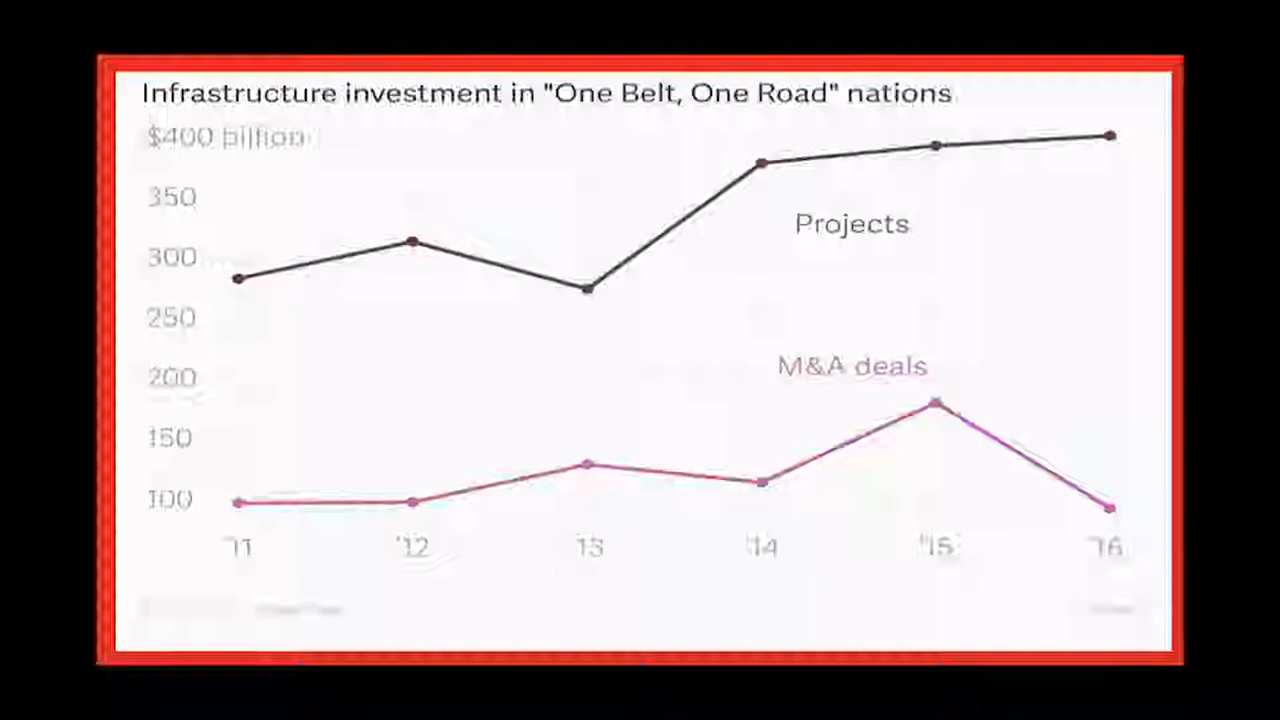 Infrastructure investment in "One Belt, One Road" nations
$400 billion
350
Projects
300
250
M&A deals
200
150
100
'11 '12 '13 '14 '15 '16